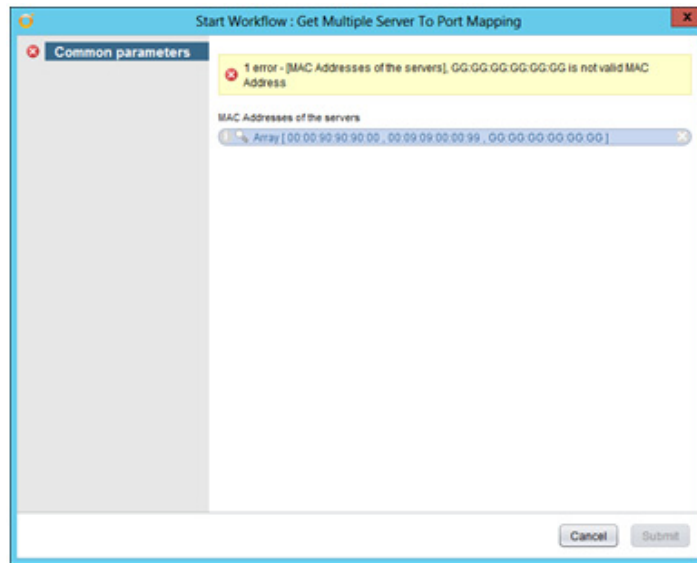 Start Workflow : Get Multiple Server To Port Mapping
x
Common parameters
1 error - [MAC Addresses of the servers], GG:GG:GG:GG:GG:GG is not valid MAC
Address
MAC Addresses of the servers
Array [ 00:00:90:90:90:00 , 00:09:09:00:00:99 , GG:GG:GG:GG:GG:GG ]
Cancel
Submit